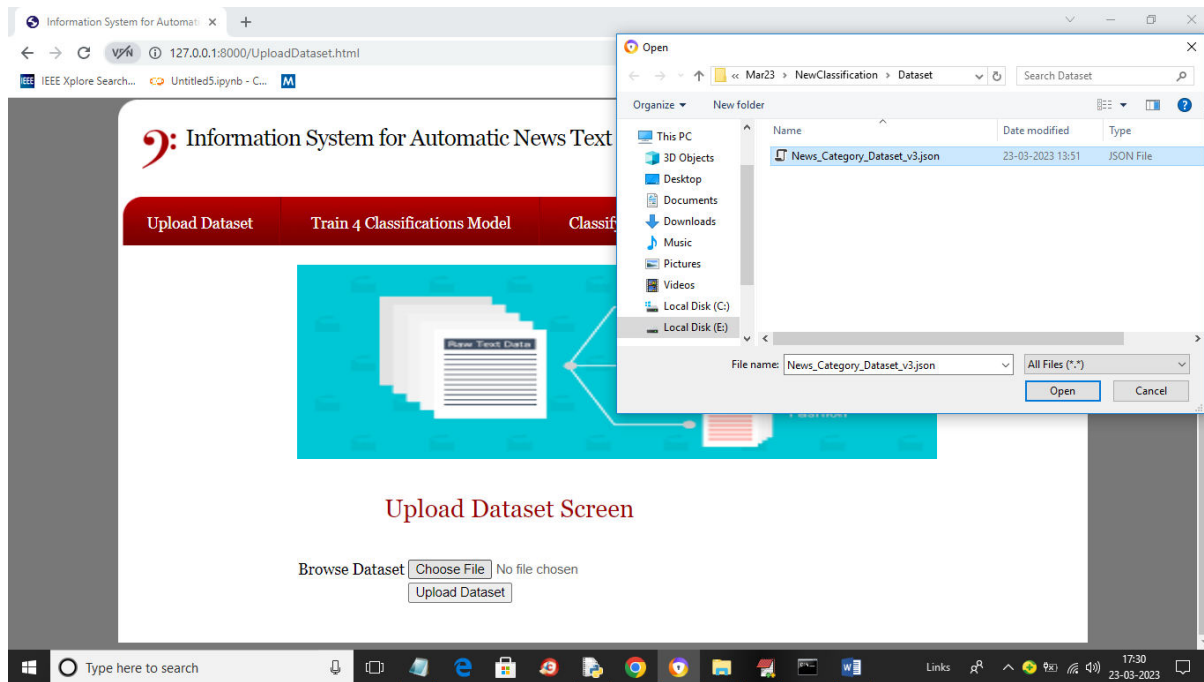 Information System for Automati
127.0.0.1:8000/UploadDataset.html
IEEE Xplore Search...
Untitled5.ipynb - C...
M
Information System for Automatic News Text
Upload Dataset
Train 4 Classifications Model
Classify
Raw Text Data
Upload Dataset Screen
Browse Dataset Choose File No file chosen
Upload Dataset
Open
« Mar23 › NewClassification › Dataset
Search Dataset
Organize
New folder
Name
Date modified
Type
News_Category_Dataset_v3.json
23-03-2023 13:51
JSON File
This PC
3D Objects
Desktop
Documents
Downloads
Music
Pictures
Videos
Local Disk (C:)
Local Disk (E:)
File name: News_Category_Dataset_v3.json
All Files (*.*)
Open
Cancel
Type here to search
Links
17:30
23-03-2023